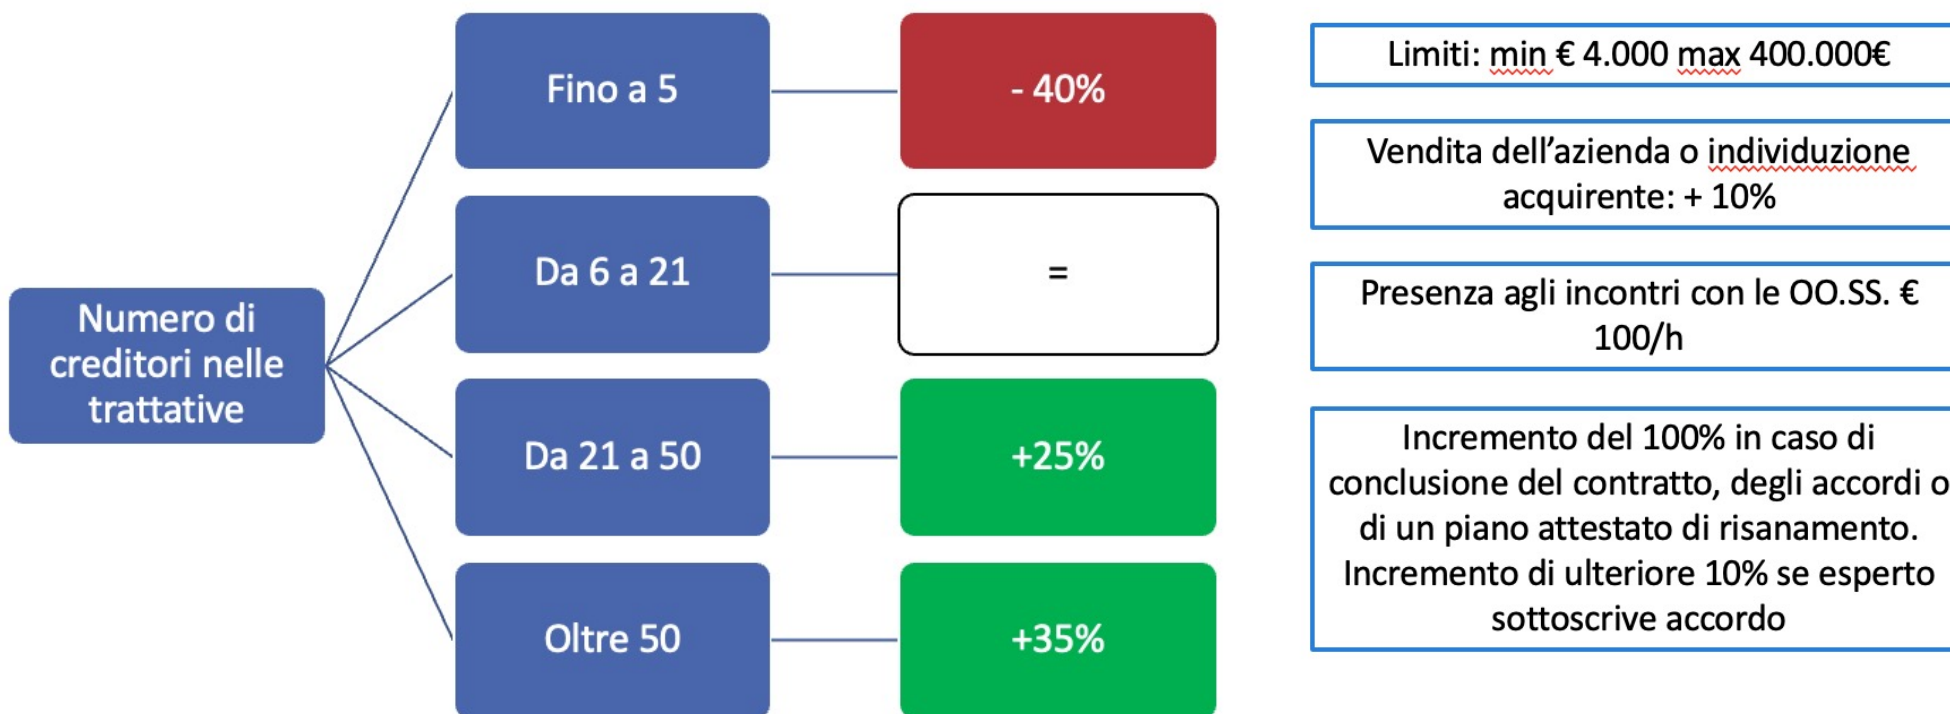 Numero di
creditori nelle
trattative
Fino a 5
- 40%
Da 6 a 21
=
Da 21 a 50
+25%
Oltre 50
+35%
Limiti: min € 4.000 max 400.000€
Vendita dell’azienda o individuzione
acquirente: + 10%
Presenza agli incontri con le OO.SS. €
100/h
Incremento del 100% in caso di
conclusione del contratto, degli accordi o
di un piano attestato di risanamento.
Incremento di ulteriore 10% se esperto
sottoscrive accordo